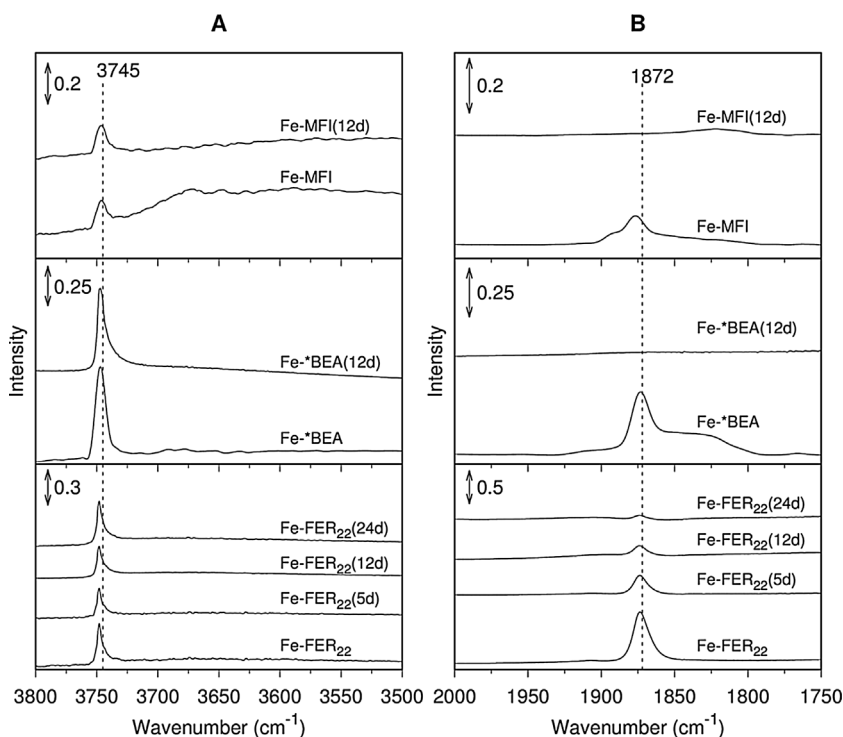 A
B
3745
0.2
Fe-MFI(12d)
Fe-MFI
0.25
Fe-*BEA(12d)
Fe-*BEA
0.3
Fe-FER22(24d)
Fe-FER22(12d)
Fe-FER22(5d)
Fe-FER22
Intensity
3800 3750 3700 3650 3600 3550 3500
Wavenumber (cm-1)
1872
0.2
Fe-MFI(12d)
Fe-MFI
0.25
Fe-*BEA(12d)
Fe-*BEA
0.5
Fe-FER22(24d)
Fe-FER22(12d)
Fe-FER22(5d)
Fe-FER22
Intensity
2000 1950 1900 1850 1800 1750
Wavenumber (cm-1)